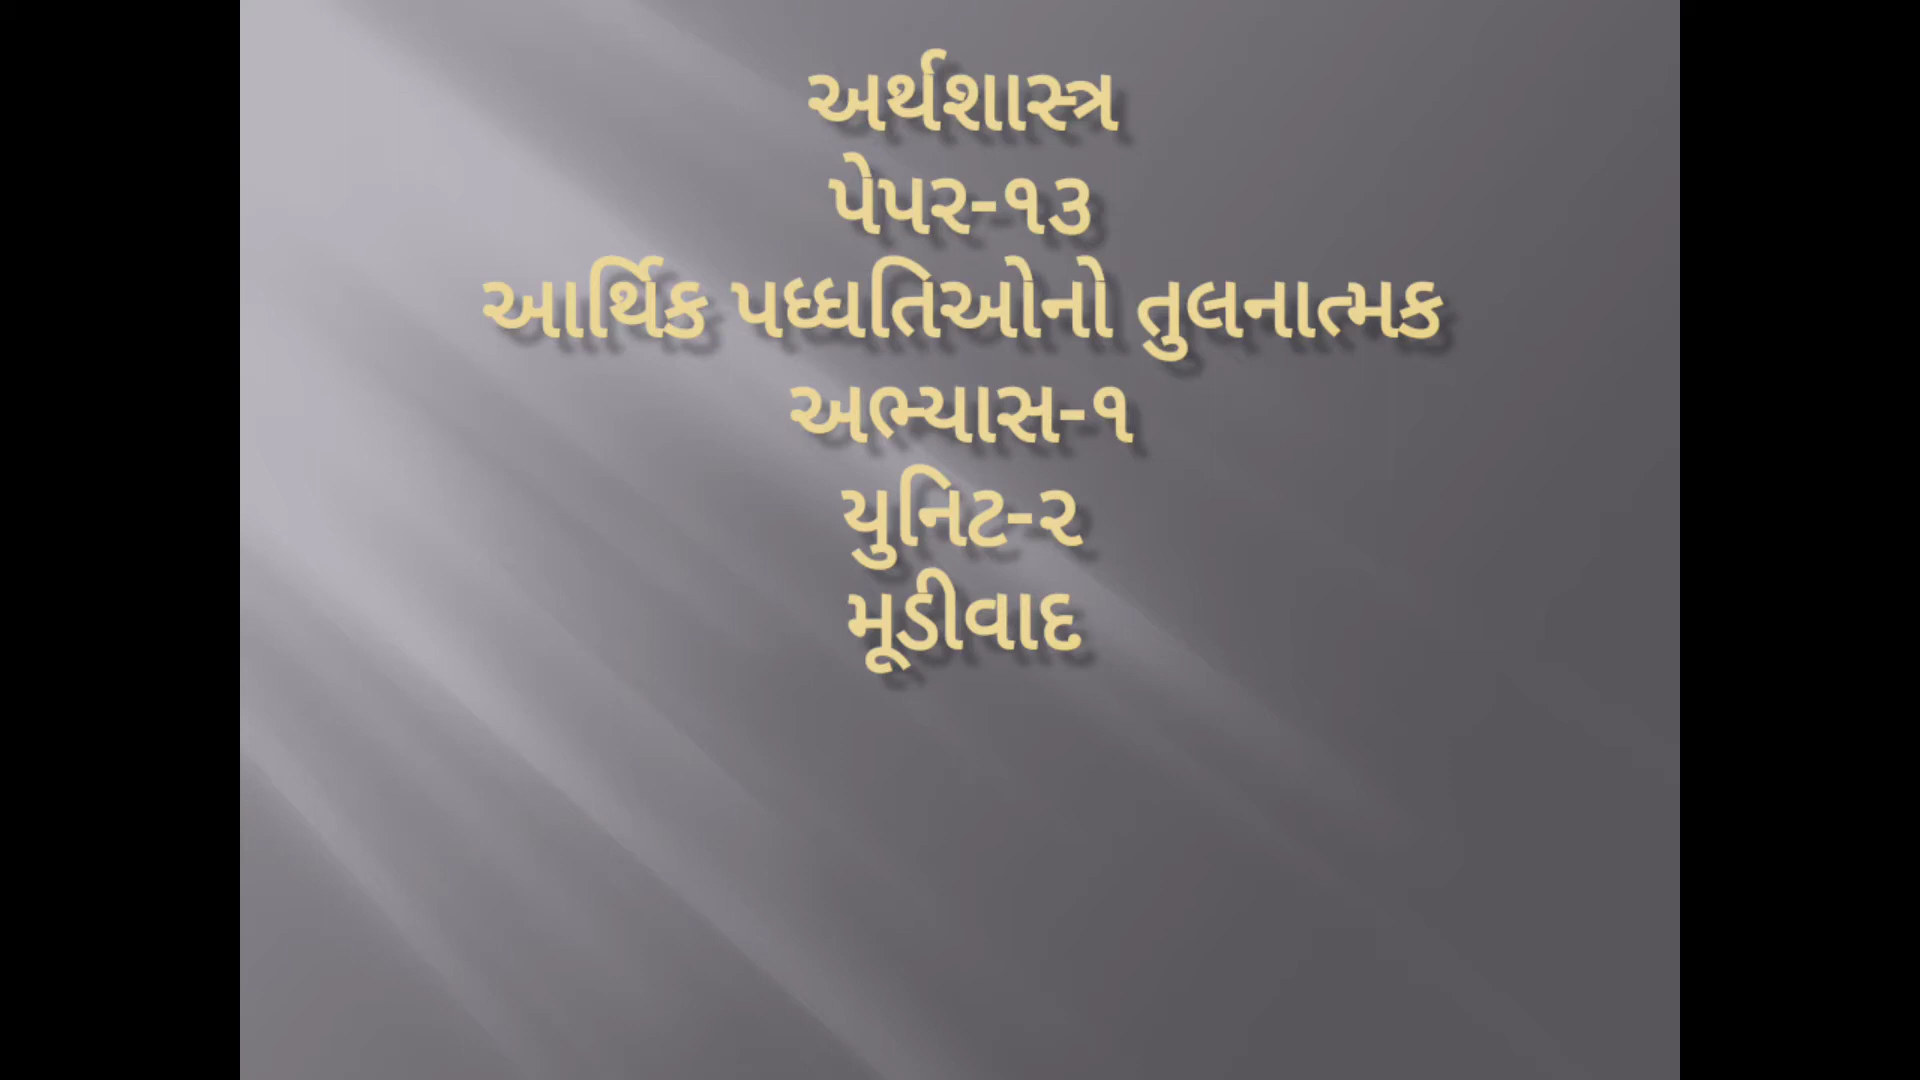 અર્થશાસ્ત્ર
પેપર-૧૩
આર્થિક પધ્ધતિઓનો તુલનાત્મક
અભ્યાસ-૧
યુનિટ-૨
મૂડીવાદ